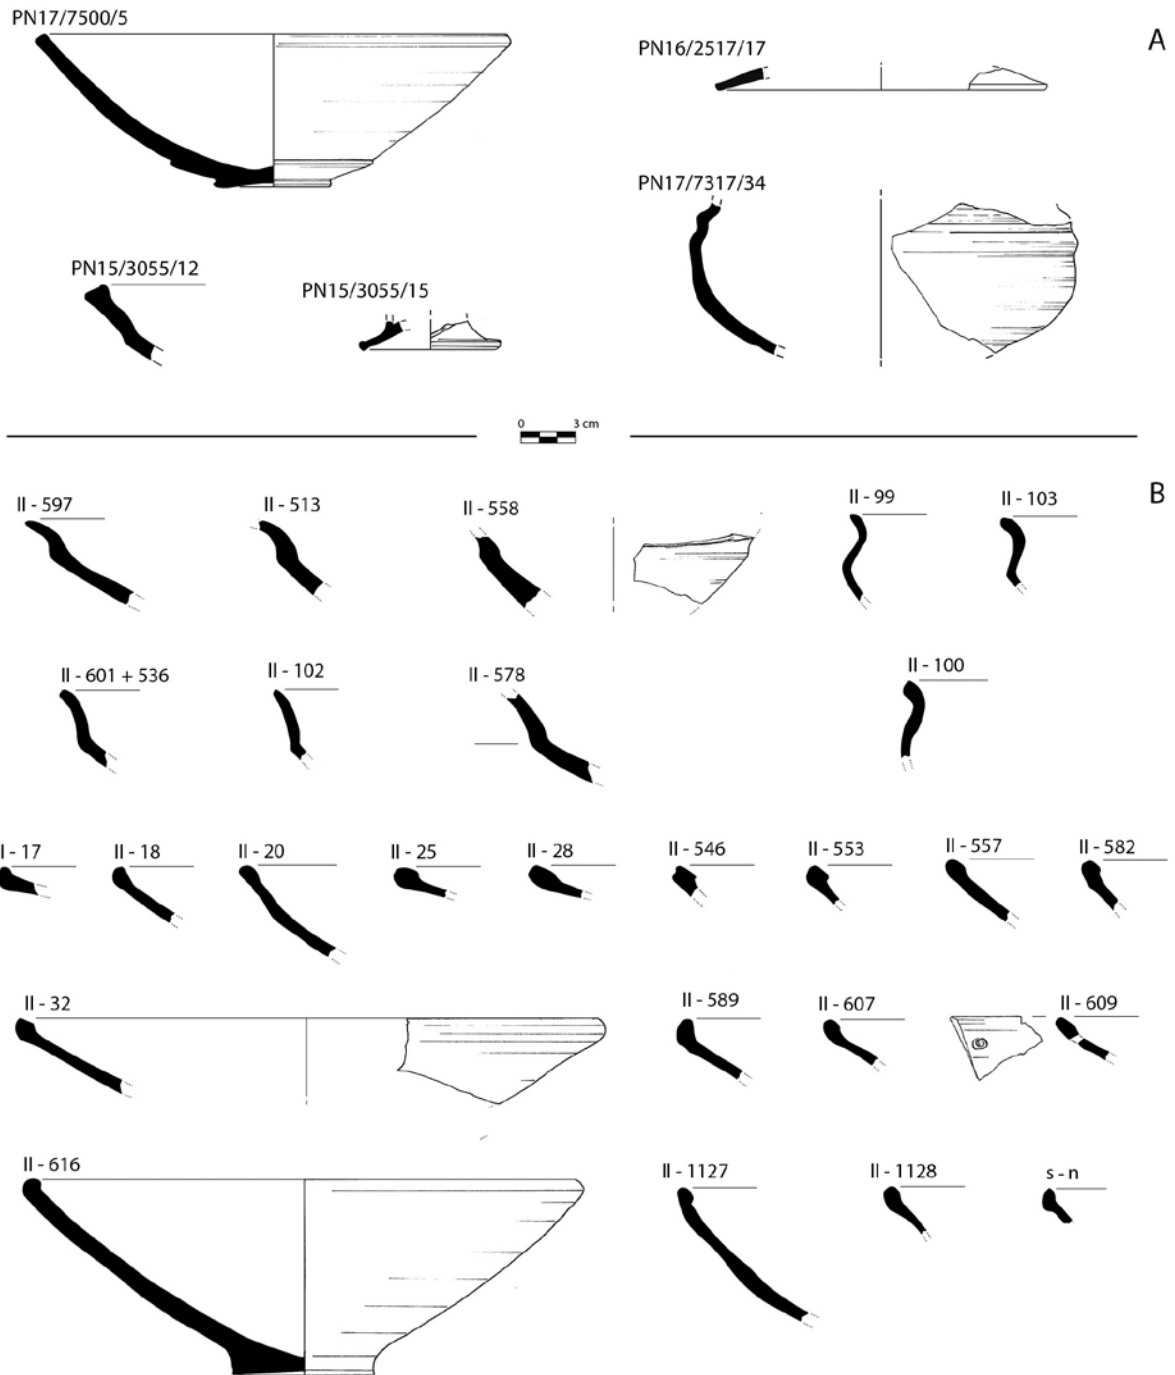 PN17/7500/5
A
PN16/2517/17
PN17/7317/34
PN15/3055/12
PN15/3055/15
0 3 cm
B
II - 597
II - 513
II - 558
II - 99
II - 103
II - 601 + 536
II - 102
II - 578
II - 100
I - 17
II - 18
II - 20
II - 25
II - 28
II - 546
II - 553
II - 557
II - 582
II - 32
II - 589
II - 607
II - 609
II - 616
II - 1127
II - 1128
s - n